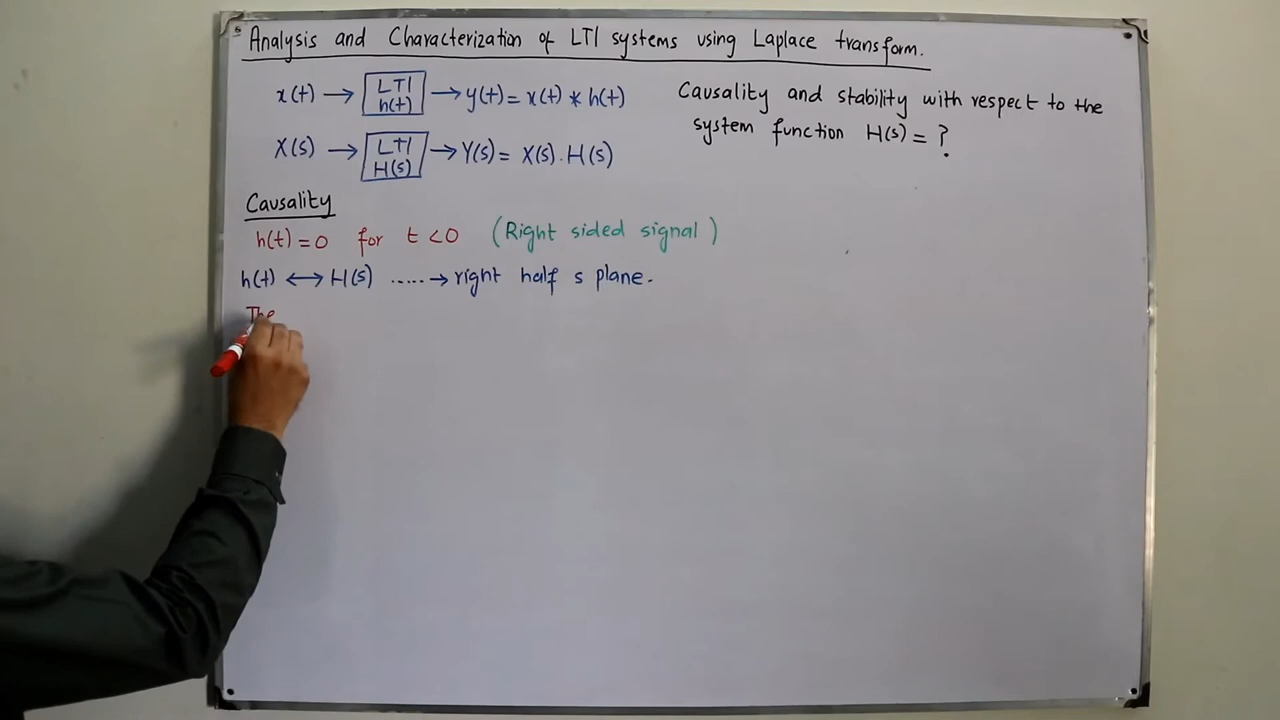 Analysis and Characterization of LTI systems using Laplace transform.
x(t) → LTI h(t) → y(t) = x(t) * h(t)
X(s) → LTI H(s) → Y(s) = X(s) . H(s)
Causality and stability with respect to the
system function H(s) = ?
Causality
h(t) = 0 for t < 0 (Right sided signal)
h(t) ↔ H(s) ..... → right half s plane.
The